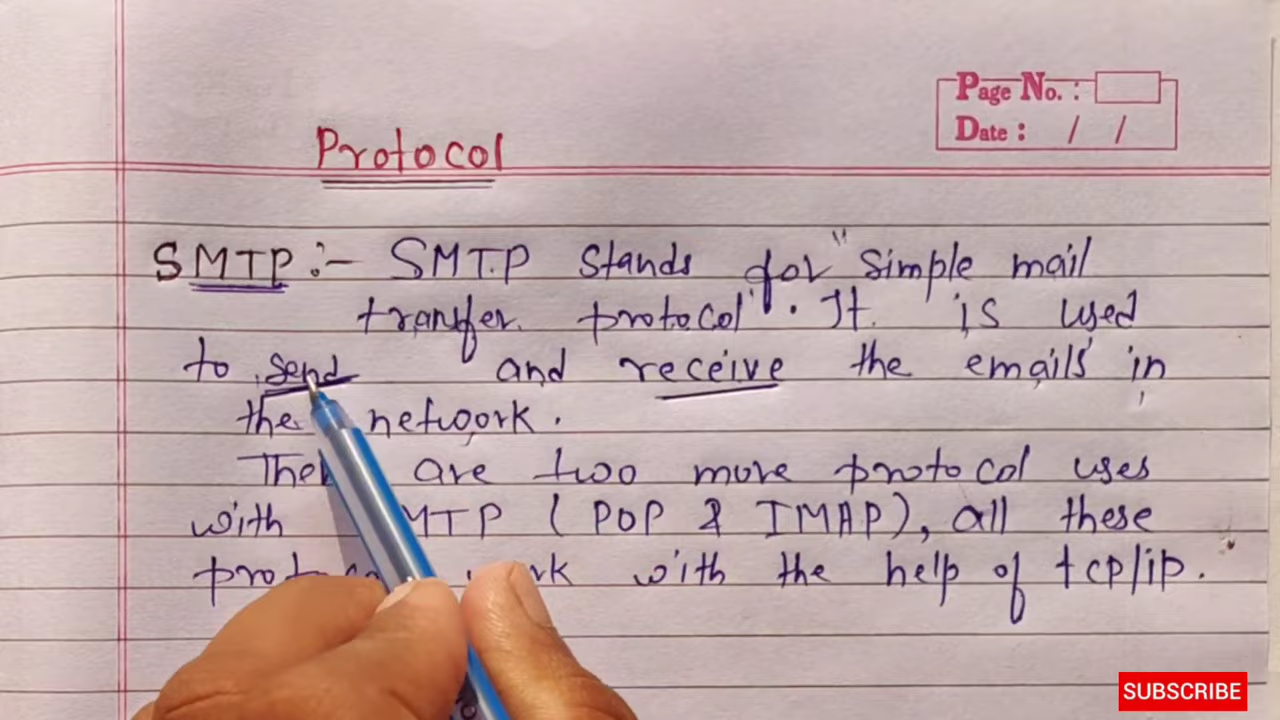 Page No. :
Date : / /
Protocol
SMTP :- SMTP stands for "simple mail
transfer protocol". It is used
to send and receive the emails in
the network.
are two more protocol uses
with MTP (POP & IMAP), all these
with the help of tcp/ip.
SUBSCRIBE